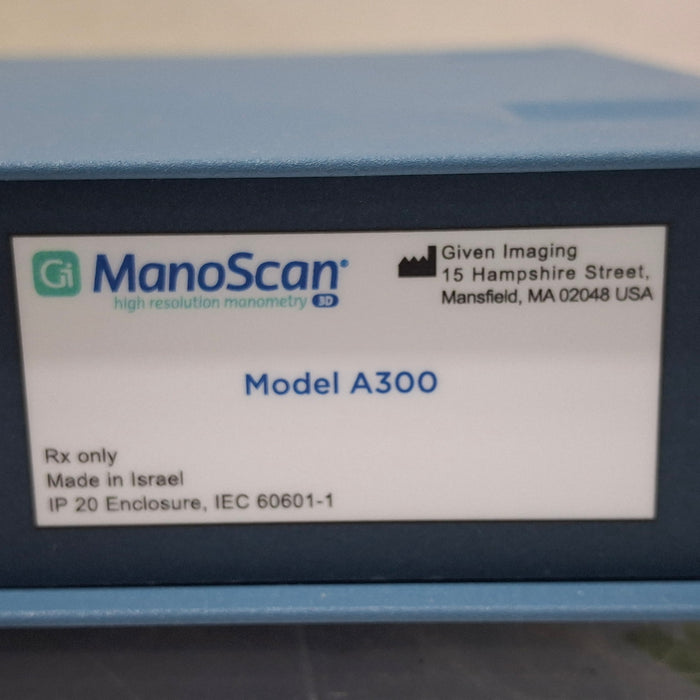 Gi ManoScan®
high resolution manometry 3D
Given Imaging
15 Hampshire Street,
Mansfield, MA 02048 USA
Model A300
Rx only
Made in Israel
IP 20 Enclosure, IEC 60601-1